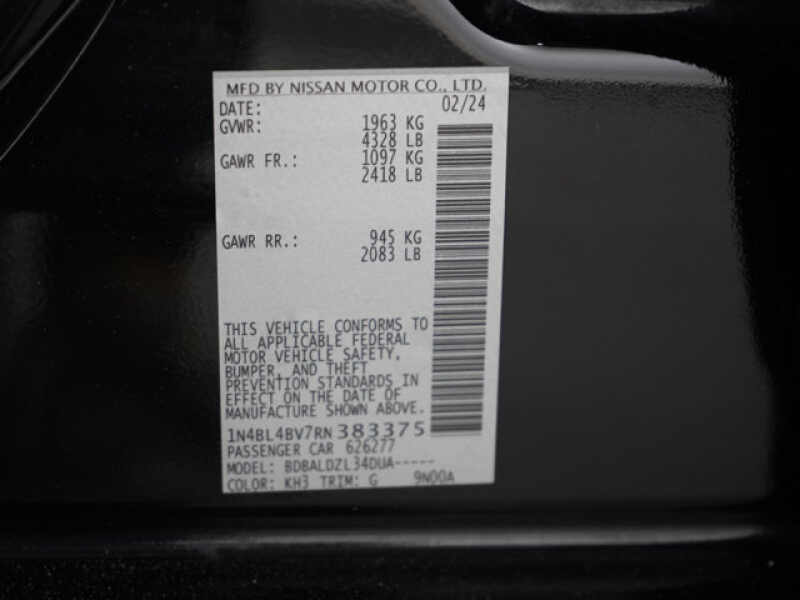 MFD BY NISSAN MOTOR CO., LTD.
DATE: 02/24
GVWR: 1963 KG
4328 LB
GAWR FR.: 1097 KG
2418 LB
GAWR RR.: 945 KG
2083 LB
THIS VEHICLE CONFORMS TO
ALL APPLICABLE FEDERAL
MOTOR VEHICLE SAFETY,
BUMPER, AND THEFT
PREVENTION STANDARDS IN
EFFECT ON THE DATE OF
MANUFACTURE SHOWN ABOVE.
1N4BL4BV7RN383375
PASSENGER CAR 626277
MODEL: BDBALDZL34DUA-----
COLOR: KH3 TRIM: G 9N00A